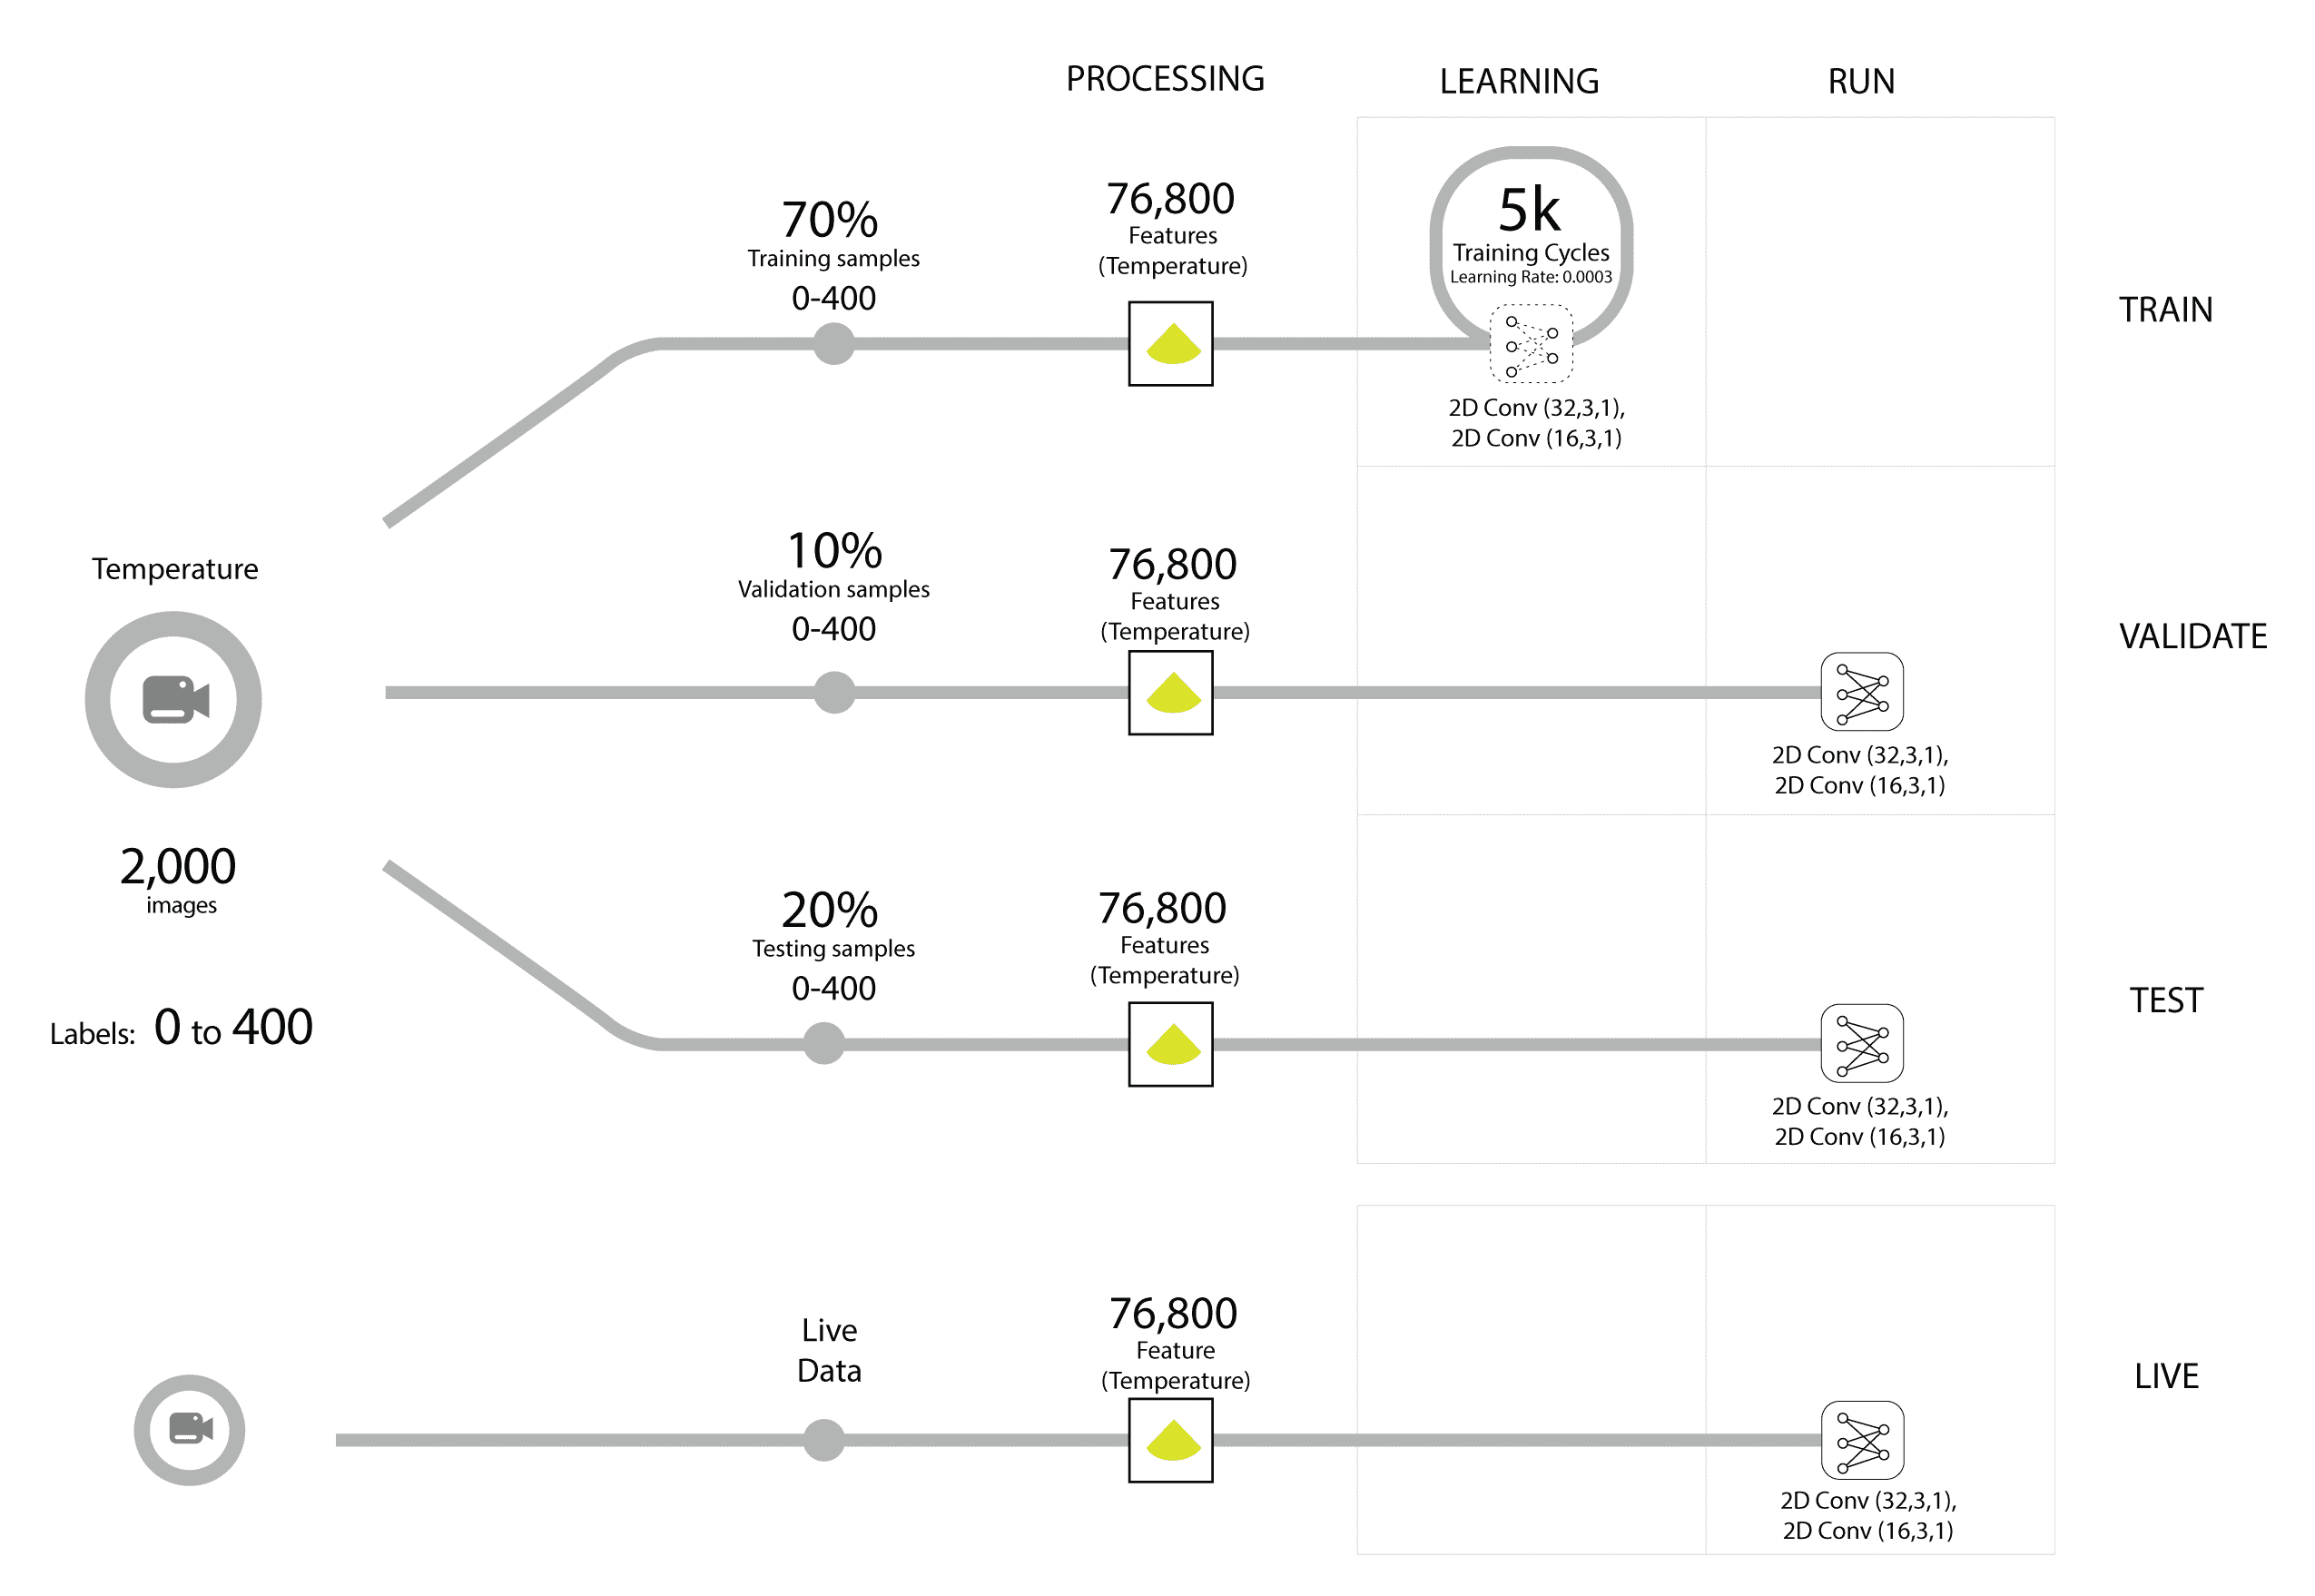 PROCESSING
LEARNING
RUN
70%
Training samples
0-400
76,800
Features
(Temperature)
5k
Training Cycles
Learning Rate: 0.0003
2D Conv (32,3,1),
2D Conv (16,3,1)
TRAIN
Temperature
2,000
images
Labels: 0 to 400
10%
Validation samples
0-400
76,800
Features
(Temperature)
2D Conv (32,3,1),
2D Conv (16,3,1)
VALIDATE
20%
Testing samples
0-400
76,800
Features
(Temperature)
2D Conv (32,3,1),
2D Conv (16,3,1)
TEST
Live
Data
76,800
Feature
(Temperature)
2D Conv (32,3,1),
2D Conv (16,3,1)
LIVE